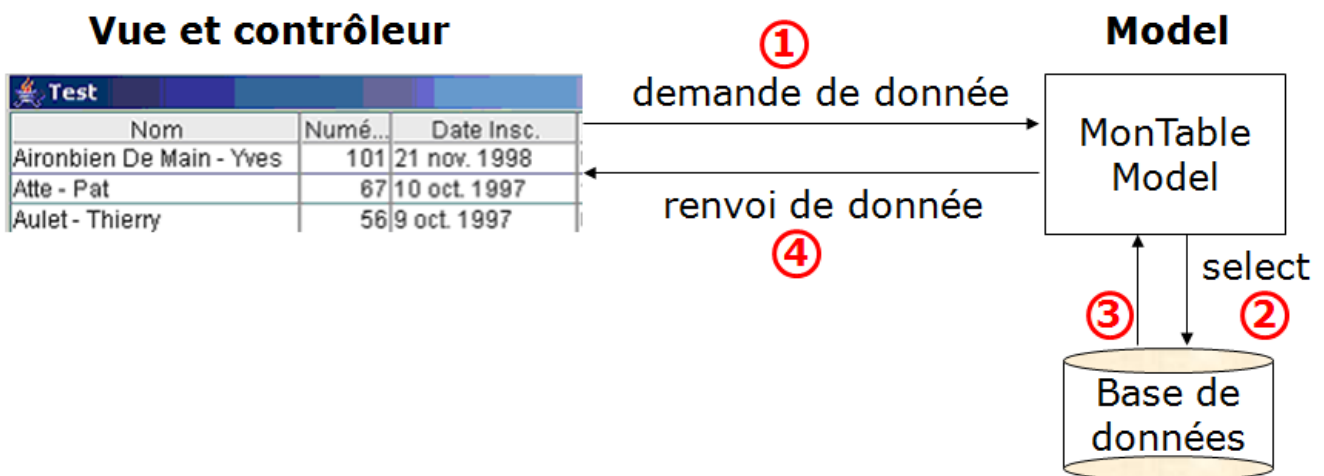 Vue et contrôleur
Model
①
demande de donnée
Test
Nom Numé... Date Insc.
Aironbien De Main - Yves 101 21 nov. 1998
Atte - Pat 67 10 oct. 1997
Aulet - Thierry 56 9 oct. 1997
MonTable
Model
renvoi de donnée
④
select
③ ②
Base de
données